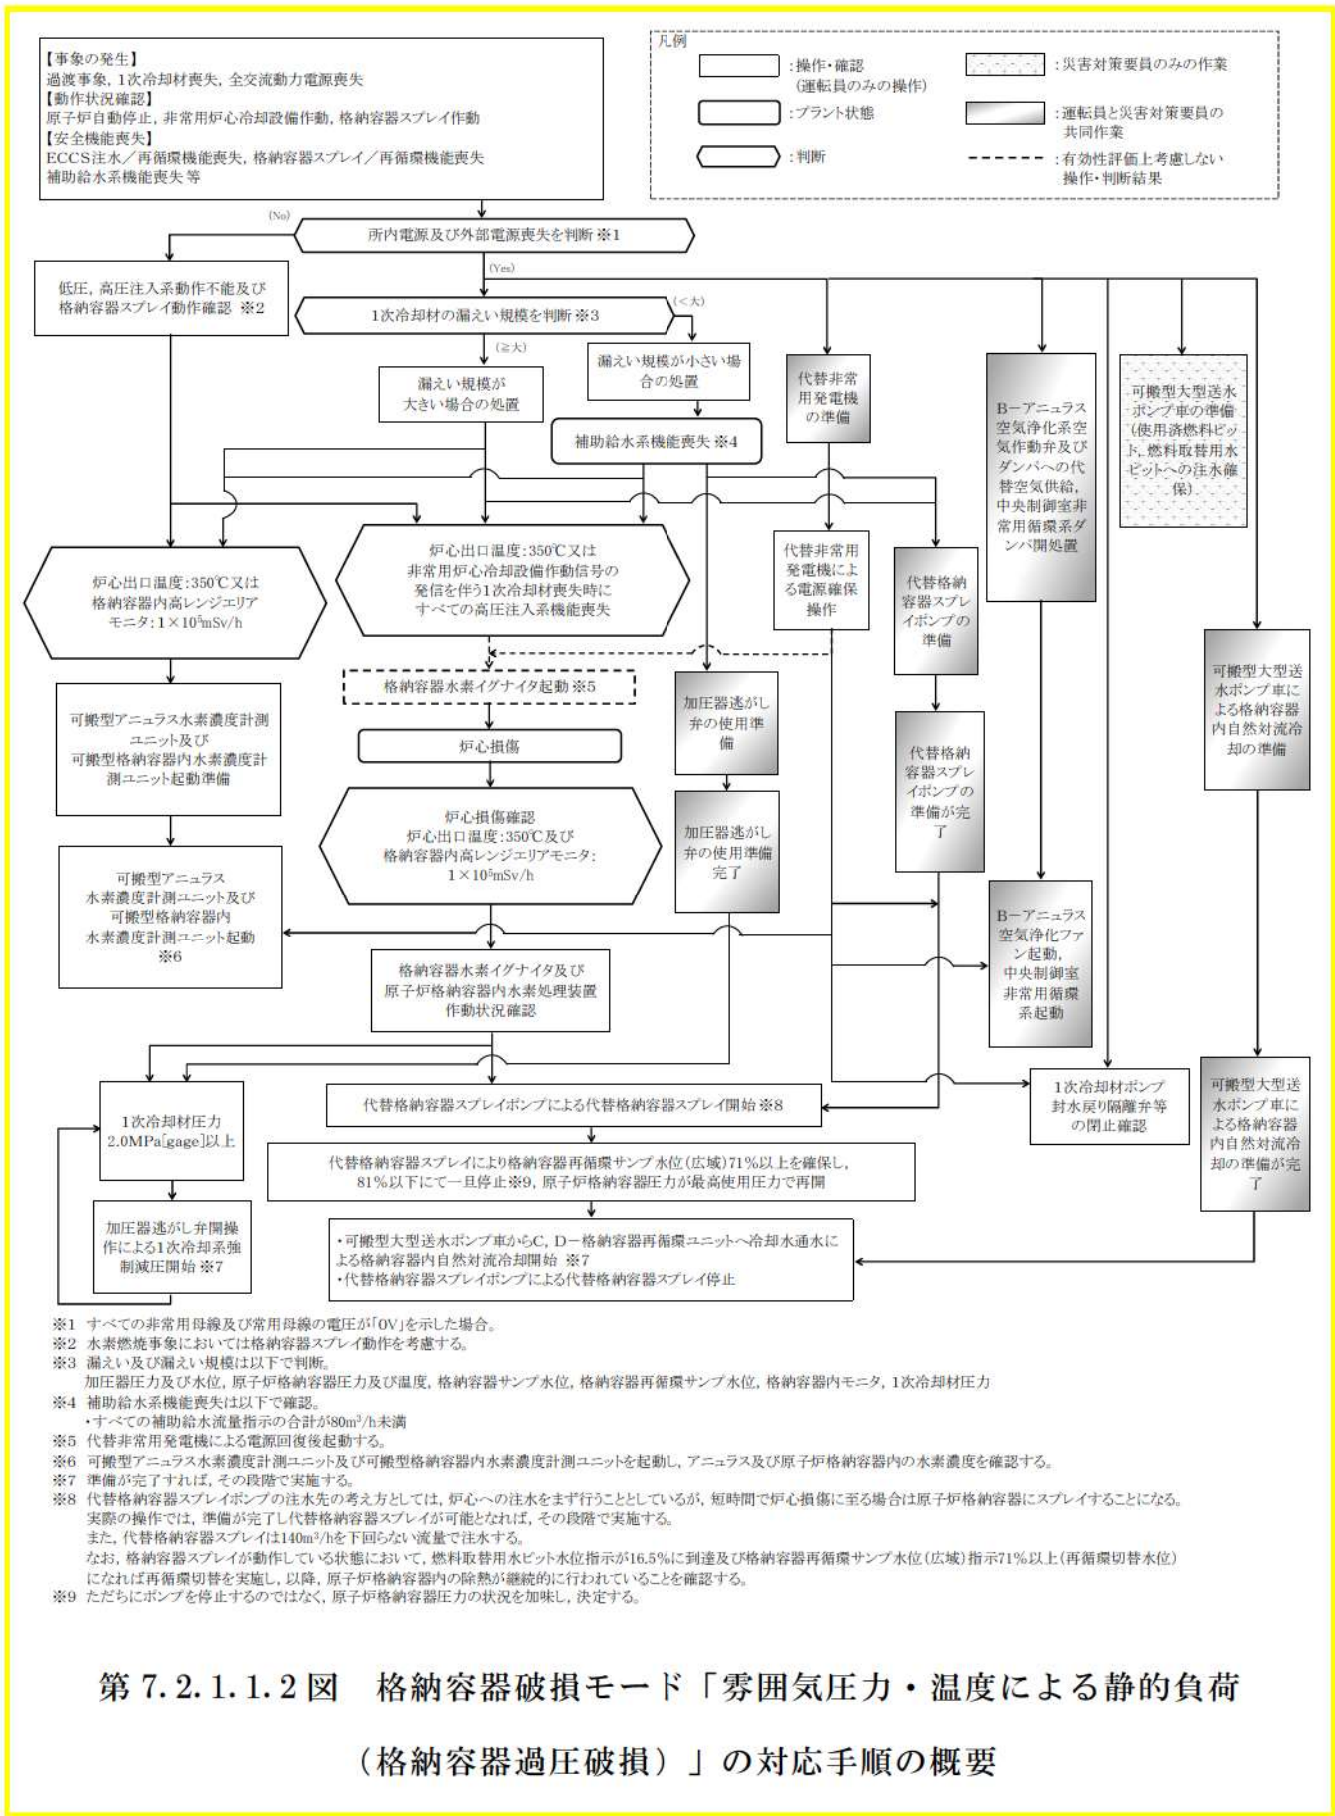 【事象の発生】
過渡事象, 1次冷却材喪失, 全交流動力電源喪失
【動作状況確認】
原子炉自動停止, 非常用炉心冷却設備作動, 格納容器スプレイ作動
【安全機能喪失】
ECCS注水／再循環機能喪失, 格納容器スプレイ／再循環機能喪失
補助給水系機能喪失等
凡例
：操作・確認
（運転員のみの操作）
：プラント状態
：判断
：災害対策要員のみの作業
：運転員と災害対策要員の
共同作業
：有効性評価上考慮しない
操作・判断結果
(No)
所内電源及び外部電源喪失を判断※1
(Yes)
低圧, 高圧注入系動作不能及び
格納容器スプレイ動作確認 ※2
1次冷却材の漏えい規模を判断※3
(＜大)
(≧大)
漏えい規模が
大きい場合の処置
漏えい規模が小さい場
合の処置
補助給水系機能喪失※4
代替非常
用発電機
の準備
B－アニュラス
空気浄化系空
気作動弁及び
ダンパへの代
替空気供給,
中央制御室非
常用循環系ダ
ンパ開処置
可搬型大型送水
ポンプ車の準備
（使用済燃料ピッ
ト, 燃料取替用水
ピットへの注水確
保）
炉心出口温度：350℃又は
格納容器内高レンジエリア
モニタ：1×10⁵mSv/h
炉心出口温度：350℃又は
非常用炉心冷却設備作動信号の
発信を伴う1次冷却材喪失時に
すべての高圧注入系機能喪失
代替非常用
発電機によ
る電源確保
操作
代替格納
容器スプレ
イポンプの
準備
可搬型大型送
水ポンプ車に
よる格納容器
内自然対流冷
却の準備
格納容器水素イグナイタ起動※5
加圧器逃がし
弁の使用準
備
可搬型アニュラス水素濃度計測
ユニット及び
可搬型格納容器内水素濃度計
測ユニット起動準備
炉心損傷
代替格納
容器スプレ
イポンプの
準備が完
了
炉心損傷確認
炉心出口温度：350℃及び
格納容器内高レンジエリアモニタ：
1×10⁵mSv/h
加圧器逃がし
弁の使用準備
完了
可搬型アニュラス
水素濃度計測ユニット及び
可搬型格納容器内
水素濃度計測ユニット起動
※6
B－アニュラス
空気浄化ファ
ン起動,
中央制御室
非常用循環
系起動
格納容器水素イグナイタ及び
原子炉格納容器内水素処理装置
作動状況確認
1次冷却材圧力
2.0MPa[gage]以上
代替格納容器スプレイポンプによる代替格納容器スプレイ開始※8
1次冷却材ポンプ
封水戻り隔離弁等
の閉止確認
可搬型大型送
水ポンプ車に
よる格納容器
内自然対流冷
却の準備が完
了
代替格納容器スプレイにより格納容器再循環サンプ水位（広域）71％以上を確保し,
81％以下にて一旦停止※9, 原子炉格納容器圧力が最高使用圧力で再開
加圧器逃がし弁開操
作による1次冷却系強
制減圧開始※7
・可搬型大型送水ポンプ車からC, D－格納容器再循環ユニットへ冷却水通水に
よる格納容器内自然対流冷却開始 ※7
・代替格納容器スプレイポンプによる代替格納容器スプレイ停止
※1 すべての非常用母線及び常用母線の電圧が「0V」を示した場合。
※2 水素燃焼事象においては格納容器スプレイ動作を考慮する。
※3 漏えい及び漏えい規模は以下で判断。
加圧器圧力及び水位, 原子炉格納容器圧力及び温度, 格納容器サンプ水位, 格納容器再循環サンプ水位, 格納容器内モニタ, 1次冷却材圧力
※4 補助給水系機能喪失は以下で確認。
・すべての補助給水流量指示の合計が80m³/h未満
※5 代替非常用発電機による電源回復後起動する。
※6 可搬型アニュラス水素濃度計測ユニット及び可搬型格納容器内水素濃度計測ユニットを起動し, アニュラス及び原子炉格納容器内の水素濃度を確認する。
※7 準備が完了すれば, その段階で実施する。
※8 代替格納容器スプレイポンプの注水先の考え方としては, 炉心への注水をまず行うこととしているが, 短時間で炉心損傷に至る場合は原子炉格納容器にスプレイすることになる。
実際の操作では, 準備が完了し代替格納容器スプレイが可能となれば, その段階で実施する。
また, 代替格納容器スプレイは140m³/hを下回らない流量で注水する。
なお, 格納容器スプレイが動作している状態において, 燃料取替用水ピット水位指示が16.5％に到達及び格納容器再循環サンプ水位（広域）指示71％以上（再循環切替水位）
になれば再循環切替を実施し, 以降, 原子炉格納容器内の除熱が継続的に行われていることを確認する。
※9 ただちにポンプを停止するのではなく, 原子炉格納容器圧力の状況を加味し, 決定する。
第7.2.1.1.2図 格納容器破損モード「雰囲気圧力・温度による静的負荷
（格納容器過圧破損）」の対応手順の概要